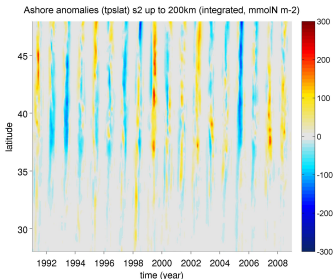 Ashore anomalies (tpslat) s2 up to 200km (integrated, mmolN m-2)
latitude
45
40
35
30
1992 1994 1996 1998 2000 2002 2004 2006 2008
time (year)
300
200
100
0
-100
-200
-300